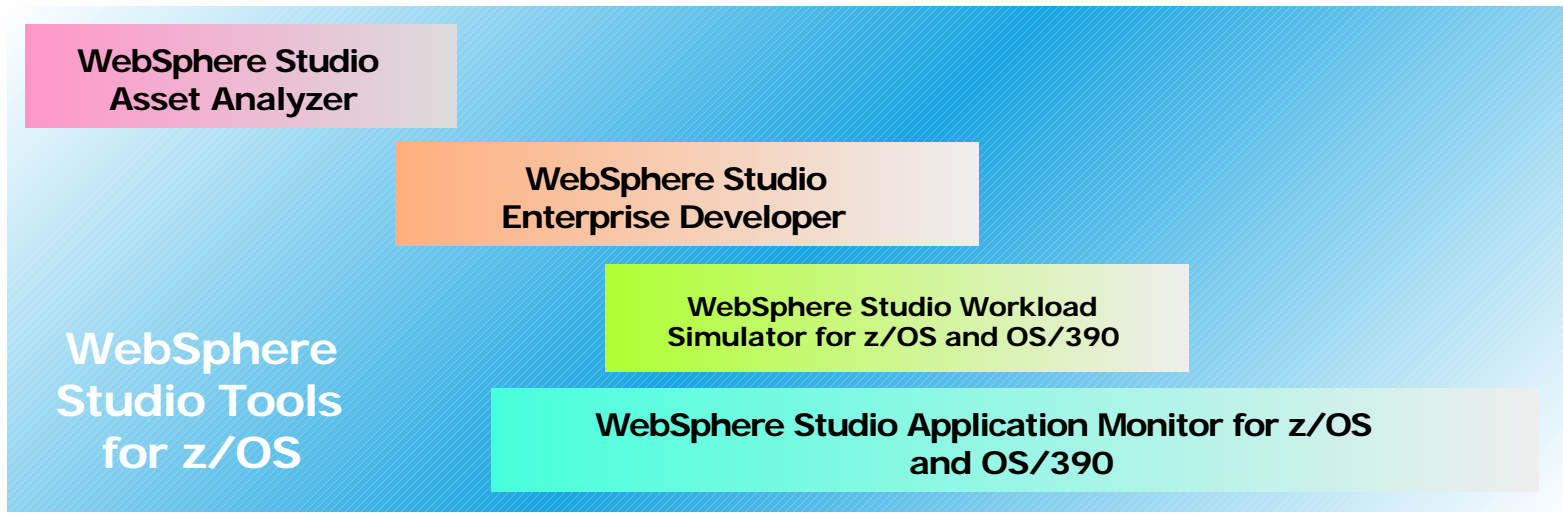 WebSphere Studio
Asset Analyzer
WebSphere Studio
Enterprise Developer
WebSphere Studio Workload
Simulator for z/OS and OS/390
WebSphere Studio Application Monitor for z/OS
and OS/390
WebSphere
Studio Tools
for z/OS